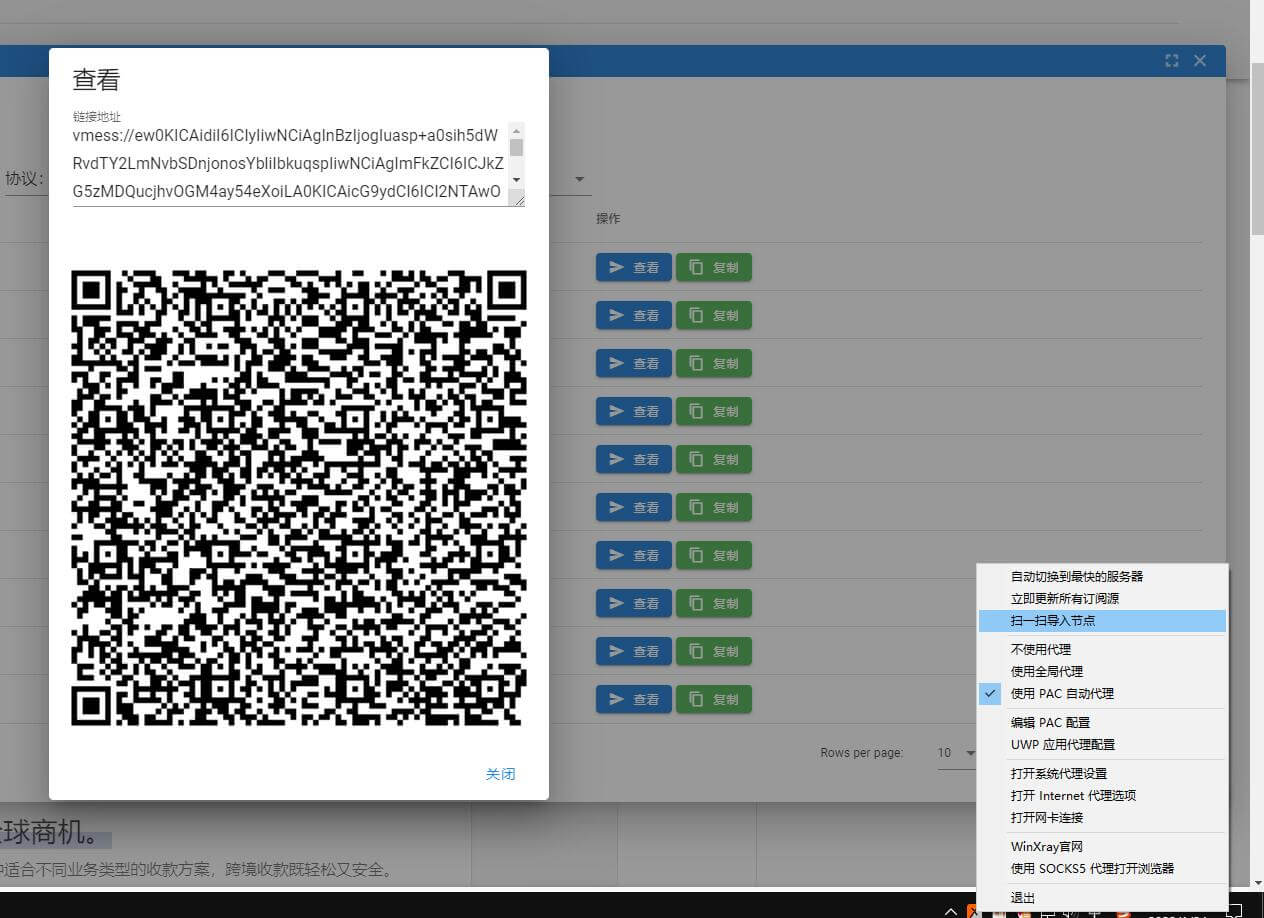 查看
链接地址
vmess://ew0KICAidiI6ICIyIiwNCiAgInBzIjogIuasp+a0sih5dW
RvdTY2LmNvbSDnjonosYbliIbkuqspIiwNCiAgImFkZCI6ICJkZ
G5zMDQucjhvOGM4ay54eXoiLA0KICAicG9ydCI6ICI2NTAwO
协议：
操作
查看 复制
查看 复制
查看 复制
查看 复制
查看 复制
查看 复制
查看 复制
查看 复制
查看 复制
查看 复制
Rows per page: 10
关闭
自动切换到最快的服务器
立即更新所有订阅源
扫一扫导入节点
不使用代理
使用全局代理
使用 PAC 自动代理
编辑 PAC 配置
UWP 应用代理配置
打开系统代理设置
打开 Internet 代理选项
打开网卡连接
WinXray官网
使用 SOCKS5 代理打开浏览器
退出
球商机。
适合不同业务类型的收款方案，跨境收款既轻松又安全。